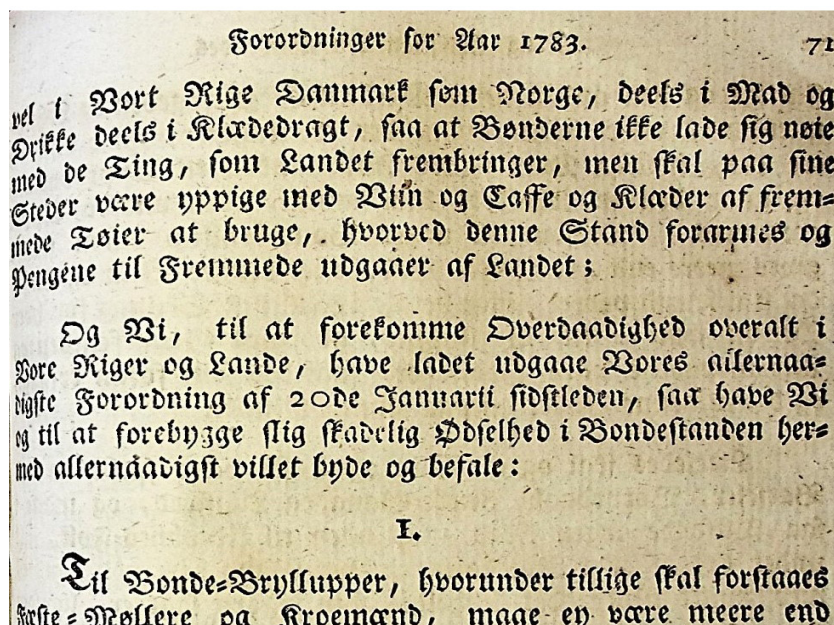 Forordninger for Aar 1783. 71
vel i Vort Rige Danmark som Norge, deels i Mad og
Drikke deels i Klædedragt, saa at Bønderne ikke lade sig nøie
med de Ting, som Landet frembringer, men skal paa sine
Steder være yppige med Viin og Caffe og Klæder af frem⸗
mede Tøier at bruge, hvorved denne Stand forarmes og
Pengene til Fremmede udgaaer af Landet;
Og Vi, til at forekomme Overdaadighed overalt i
Vore Riger og Lande, have ladet udgaae Vores allernaa⸗
digste Forordning af 20de Januarii sidstleden, saa have Vi
og til at forebygge slig skadelig Ødselhed i Bondestanden her⸗
med allernaadigst villet byde og befale:
I.
Til Bonde⸗Bryllupper, hvorunder tillige skal forstaaes
Fæste⸗Møllere og Kroemænd, maae ey være meere end